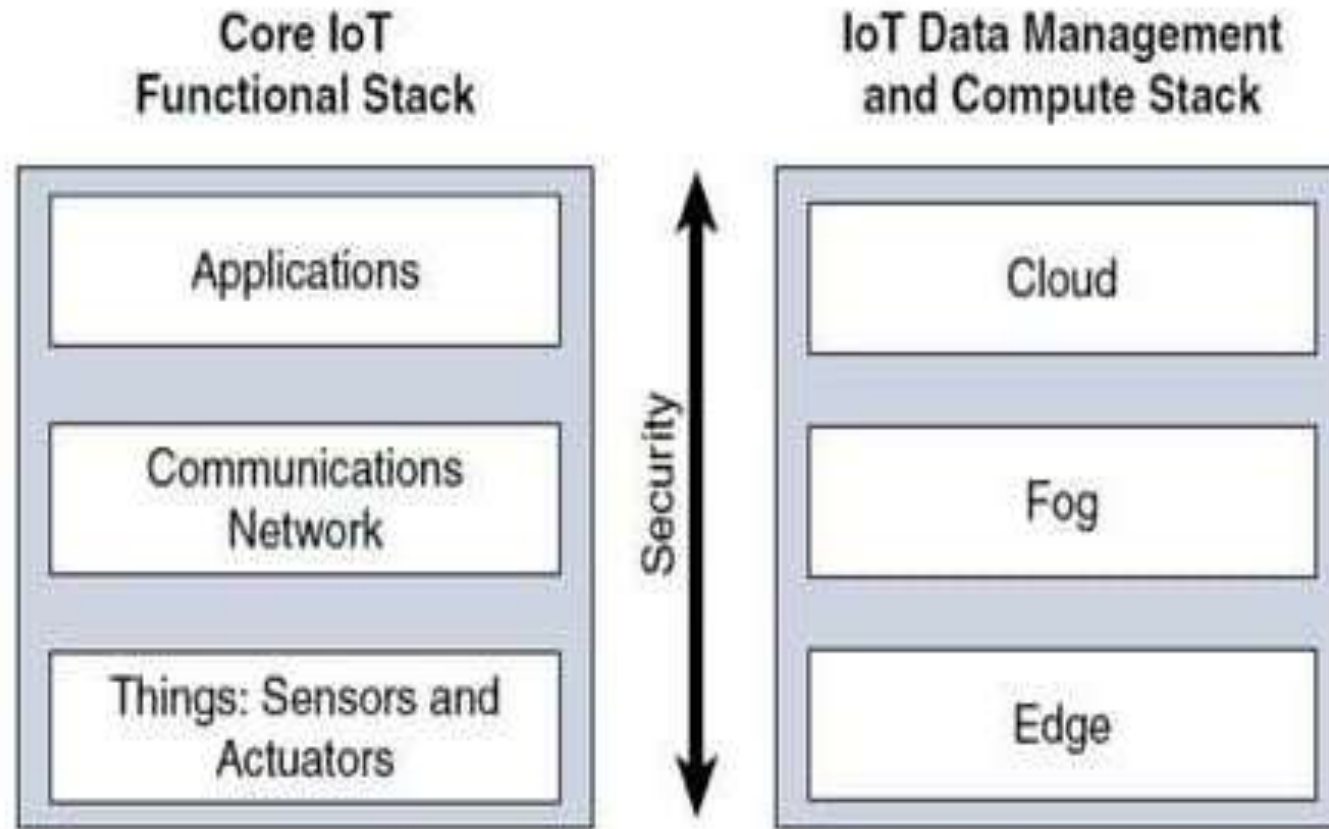 Core IoT
Functional Stack
Applications
Communications
Network
Things: Sensors and
Actuators
Security
IoT Data Management
and Compute Stack
Cloud
Fog
Edge